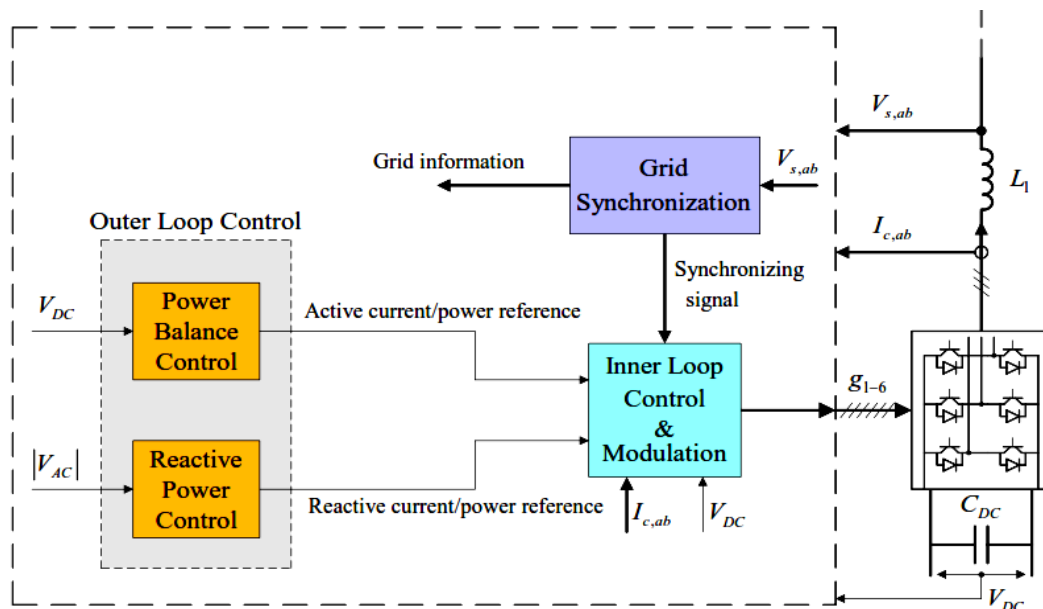 V_{s,ab}
Grid information
Grid
Synchronization
V_{s,ab}
L_1
Outer Loop Control
I_{c,ab}
Synchronizing
signal
V_{DC}
Power
Balance
Control
Active current/power reference
Inner Loop
Control
&
Modulation
g_{1-6}
|V_{AC}|
Reactive
Power
Control
Reactive current/power reference
I_{c,ab}
V_{DC}
C_{DC}
V_{DC}